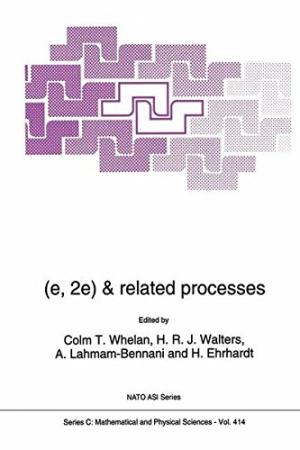 (e, 2e) & related processes
Edited by
Colm T. Whelan, H. R. J. Walters,
A. Lahmam-Bennani and H. Ehrhardt
NATO ASI Series
Series C: Mathematical and Physical Sciences - Vol. 414